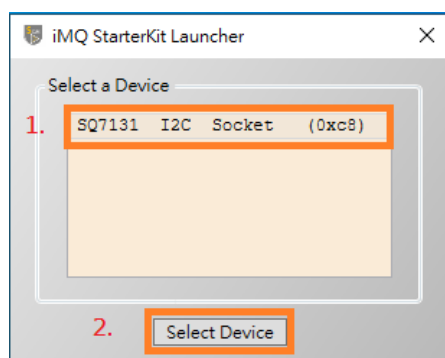 iMQ StarterKit Launcher
Select a Device
1.
SQ7131 I2C Socket (0xc8)
2.
Select Device